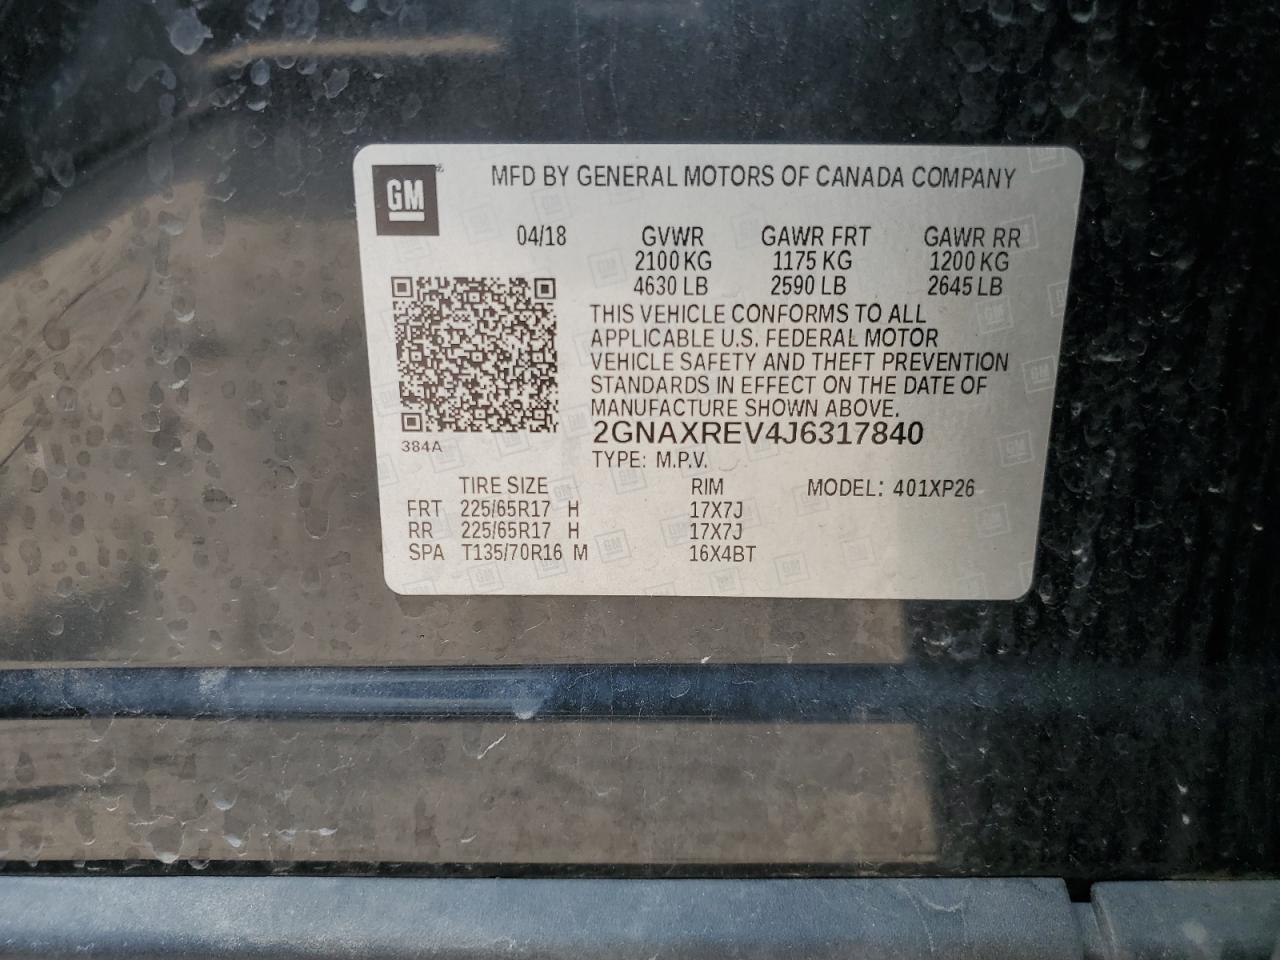 GM
MFD BY GENERAL MOTORS OF CANADA COMPANY
04/18 GVWR GAWR FRT GAWR RR
2100 KG 1175 KG 1200 KG
4630 LB 2590 LB 2645 LB
THIS VEHICLE CONFORMS TO ALL
APPLICABLE U.S. FEDERAL MOTOR
VEHICLE SAFETY AND THEFT PREVENTION
STANDARDS IN EFFECT ON THE DATE OF
MANUFACTURE SHOWN ABOVE.
384A
2GNAXREV4J6317840
TYPE: M.P.V.
TIRE SIZE RIM MODEL: 401XP26
FRT 225/65R17 H 17X7J
RR 225/65R17 H 17X7J
SPA T135/70R16 M 16X4BT